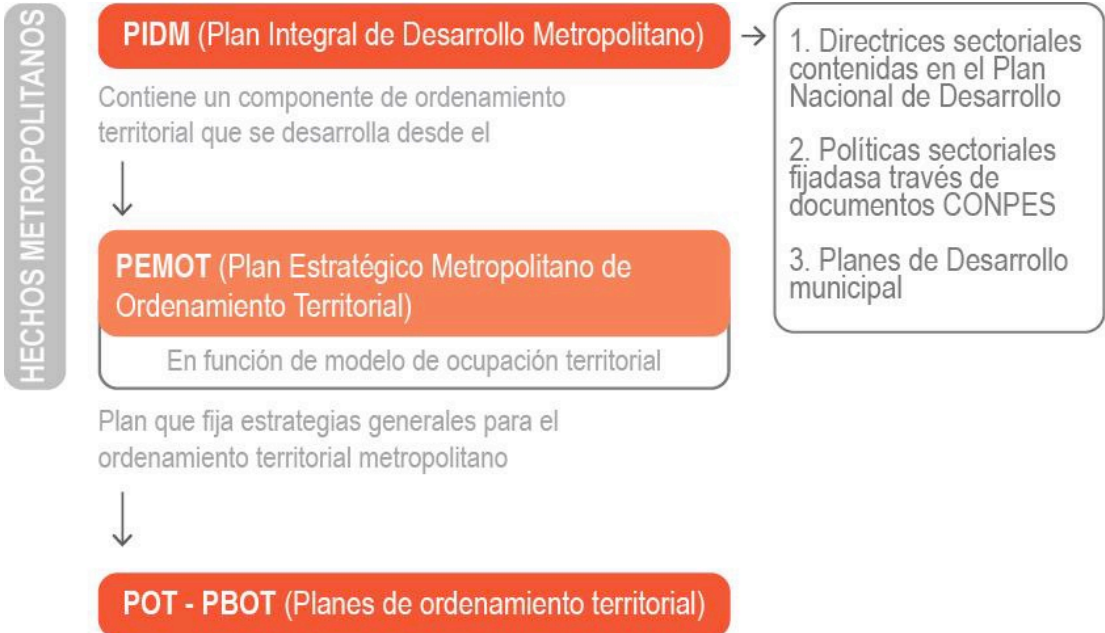 HECHOS METROPOLITANOS
PIDM (Plan Integral de Desarrollo Metropolitano)
1. Directrices sectoriales
contenidas en el Plan
Nacional de Desarrollo
2. Políticas sectoriales
fijadasa través de
documentos CONPES
3. Planes de Desarrollo
municipal
Contiene un componente de ordenamiento
territorial que se desarrolla desde el
PEMOT (Plan Estratégico Metropolitano de
Ordenamiento Territorial)
En función de modelo de ocupación territorial
Plan que fija estrategias generales para el
ordenamiento territorial metropolitano
POT - PBOT (Planes de ordenamiento territorial)